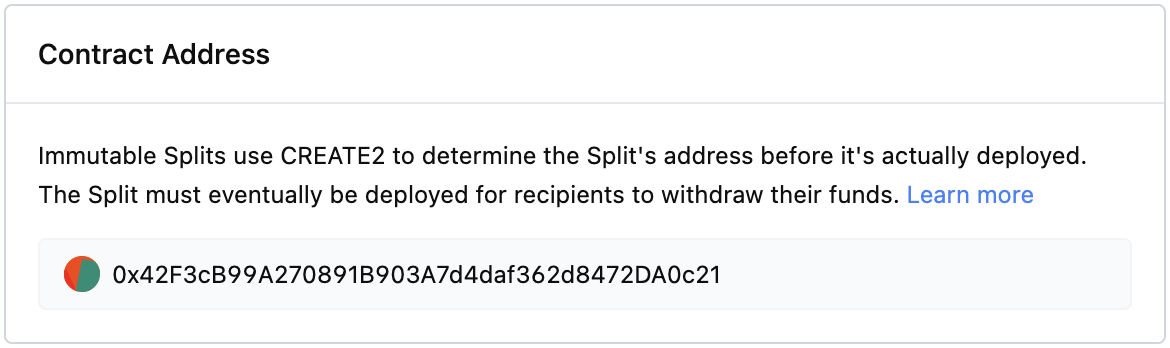 Contract Address
Immutable Splits use CREATE2 to determine the Split's address before it's actually deployed.
The Split must eventually be deployed for recipients to withdraw their funds. Learn more
0x42F3cB99A270891B903A7d4daf362d8472DA0c21